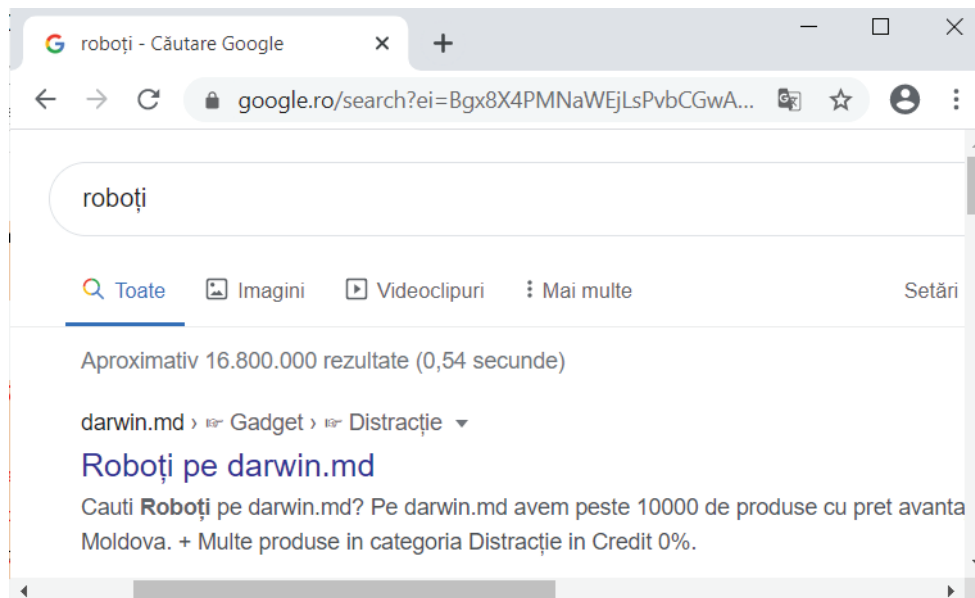 roboți - Căutare Google
google.ro/search?ei=Bgx8X4PMNaWEjLsPvbCGwA...
roboți
Toate Imagini Videoclipuri Mai multe Setări
Aproximativ 16.800.000 rezultate (0,54 secunde)
darwin.md › ☞ Gadget › ☞ Distracție
Roboți pe darwin.md
Cauti Roboți pe darwin.md? Pe darwin.md avem peste 10000 de produse cu pret avanta
Moldova. + Multe produse in categoria Distracție in Credit 0%.